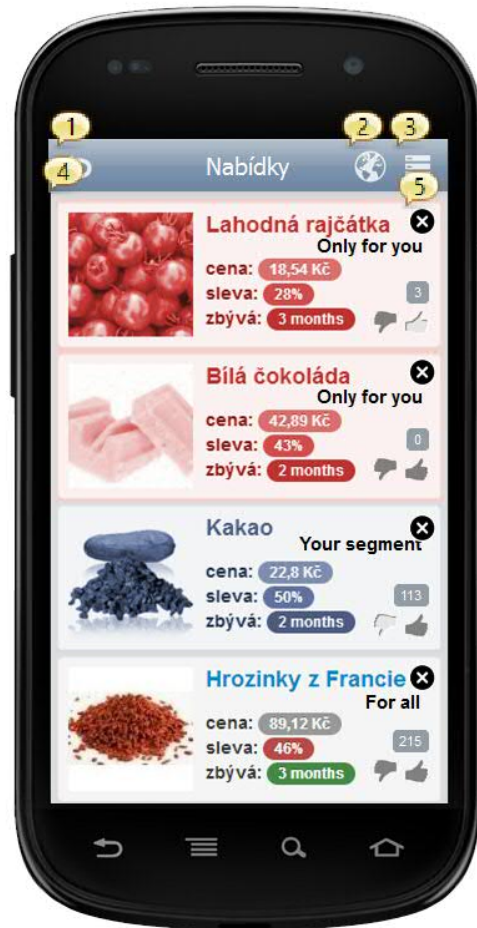 1
2
3
4
Nabídky
5
Lahodná rajčátka
Only for you
cena: 18,54 Kč
sleva: 28%
3
zbývá: 3 months
Bílá čokoláda
Only for you
cena: 42,89 Kč
sleva: 43%
0
zbývá: 2 months
Kakao
Your segment
cena: 22,8 Kč
sleva: 50%
113
zbývá: 2 months
Hrozinky z Francie
For all
cena: 89,12 Kč
sleva: 46%
215
zbývá: 3 months